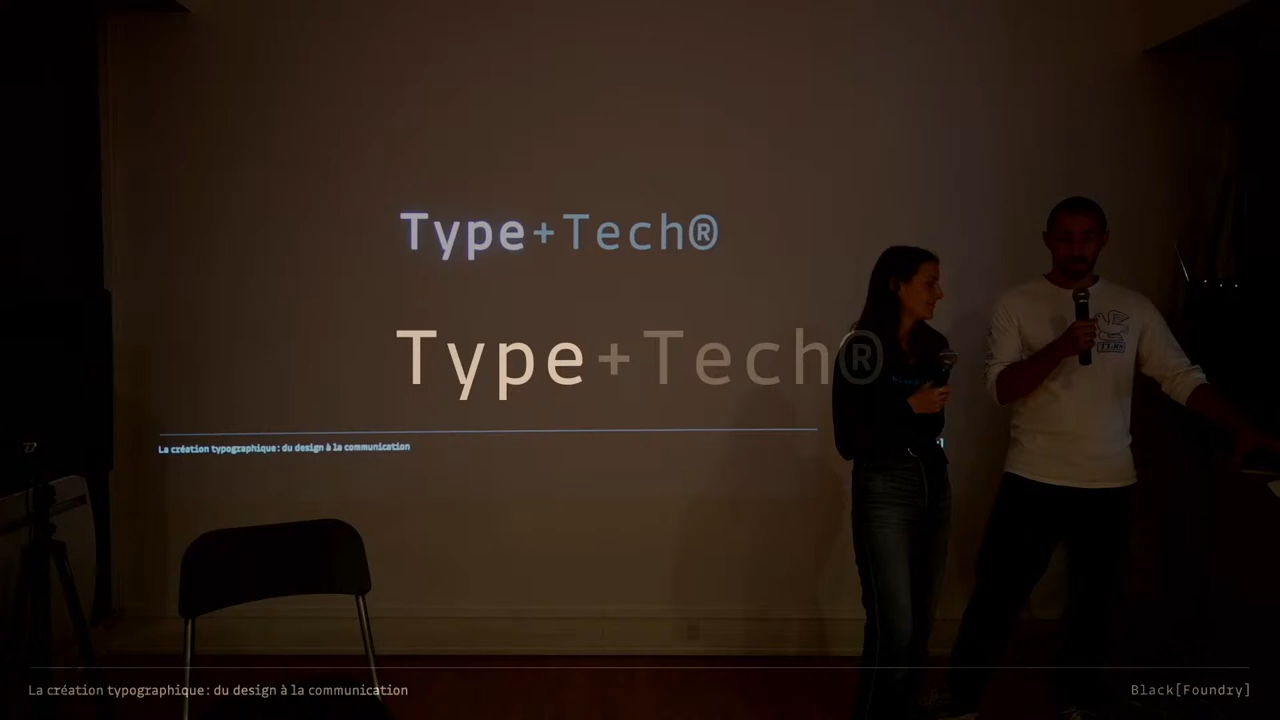 Type+Tech®
Type+Tech®
La création typographique : du design à la communication
La création typographique : du design à la communication
Black[Foundry]